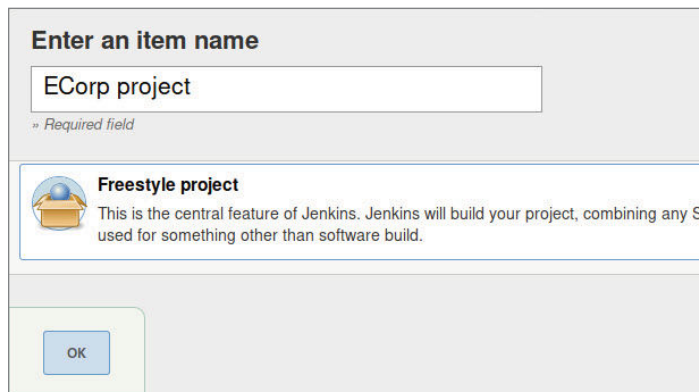 Enter an item name
ECorp project
» Required field
Freestyle project
This is the central feature of Jenkins. Jenkins will build your project, combining any S
used for something other than software build.
OK